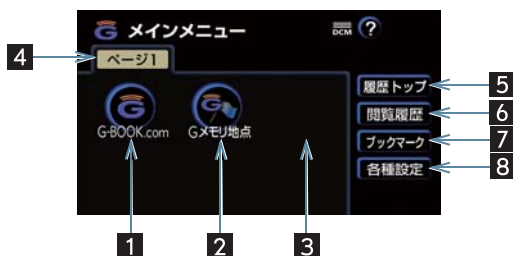 G メインメニュー DCM ?
4 ページ1
履歴トップ 5
閲覧履歴 6
ブックマーク 7
各種設定 8
G G
G-BOOK.com Gメモリ地点
1 2 3